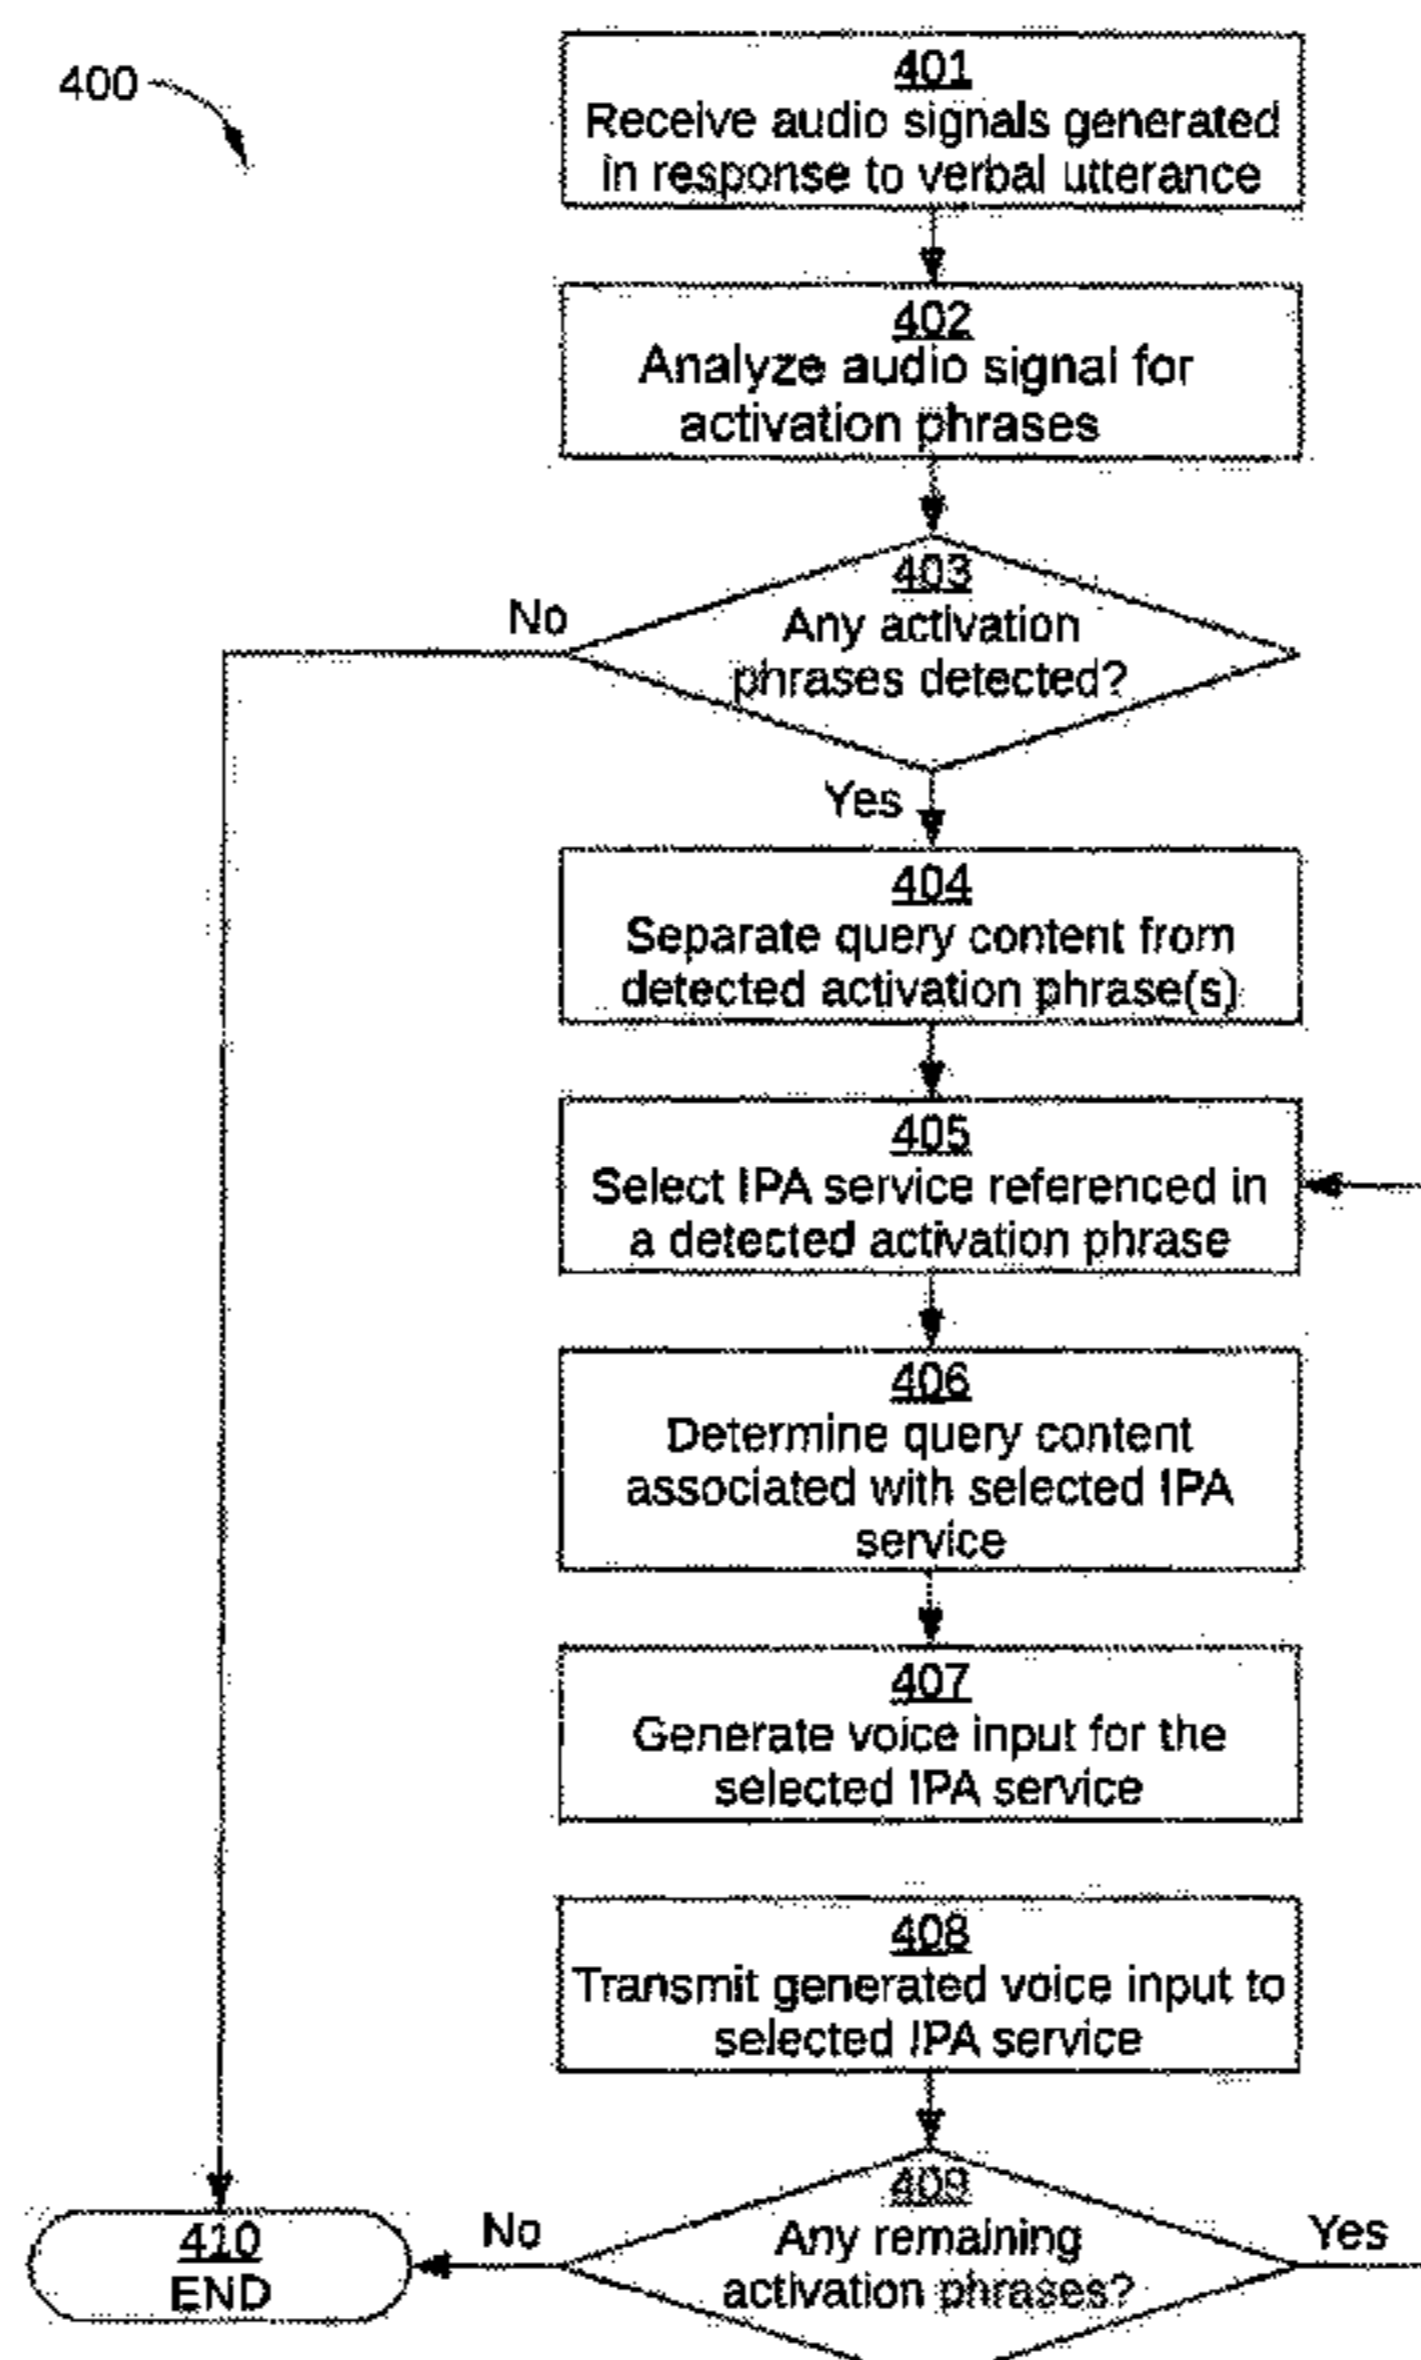 400
401
Receive audio signals generated
in response to verbal utterance
402
Analyze audio signal for
activation phrases
403
Any activation
phrases detected?
No
Yes
404
Separate query content from
detected activation phrase(s)
405
Select IPA service referenced in
a detected activation phrase
406
Determine query content
associated with selected IPA
service
407
Generate voice input for the
selected IPA service
408
Transmit generated voice input to
selected IPA service
409
Any remaining
activation phrases?
No
Yes
410
END